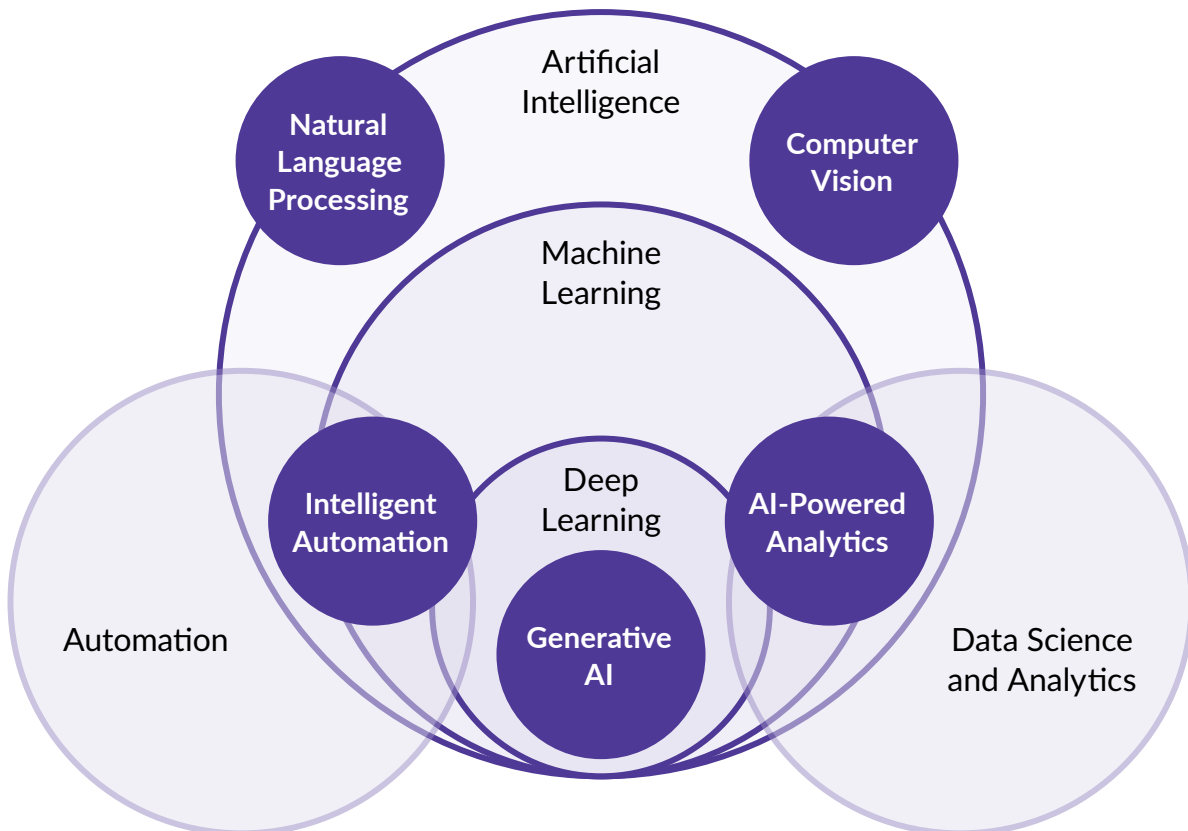 Artificial
Intelligence
Natural
Language
Processing
Computer
Vision
Machine
Learning
Deep
Learning
Intelligent
Automation
AI-Powered
Analytics
Generative
AI
Automation
Data Science
and Analytics